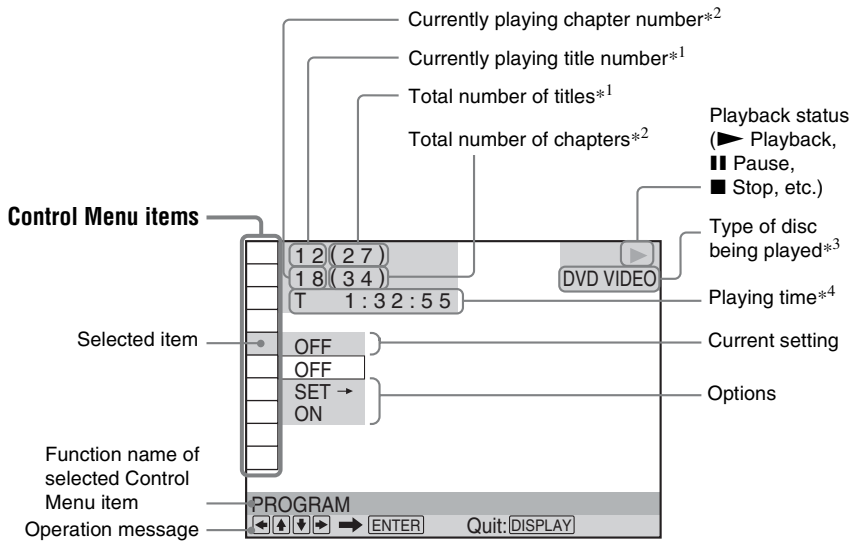 Currently playing chapter number*2
Currently playing title number*1
Total number of titles*1
Total number of chapters*2
Playback status
(► Playback,
❚❚ Pause,
■ Stop, etc.)
Control Menu items
Type of disc
being played*3
1 2 ( 2 7 )
►
1 8 ( 3 4 )
DVD VIDEO
T 1 : 3 2 : 5 5
Playing time*4
Selected item
OFF
Current setting
OFF
SET →
ON
Options
Function name of
selected Control
Menu item
PROGRAM
Operation message
← ↑ ↓ → ➡ ENTER Quit: DISPLAY